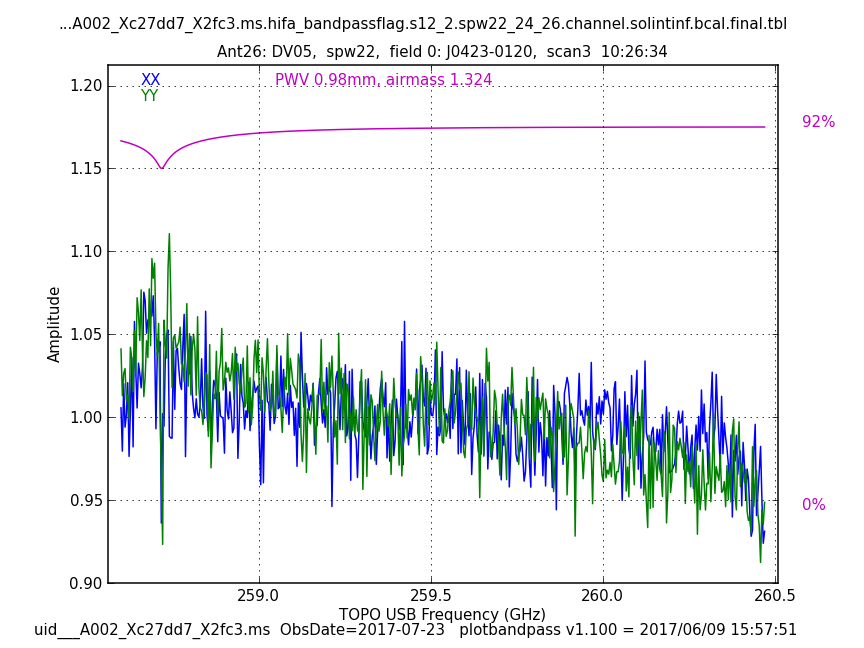 ...A002_Xc27dd7_X2fc3.ms.hifa_bandpassflag.s12_2.spw22_24_26.channel.solintinf.bcal.final.tbl
Ant26: DV05, spw22, field 0: J0423-0120, scan3 10:26:34
XX
YY
PWV 0.98mm, airmass 1.324
92%
0%
1.20
1.15
1.10
1.05
1.00
0.95
0.90
Amplitude
259.0 259.5 260.0 260.5
TOPO USB Frequency (GHz)
uid___A002_Xc27dd7_X2fc3.ms ObsDate=2017-07-23 plotbandpass v1.100 = 2017/06/09 15:57:51